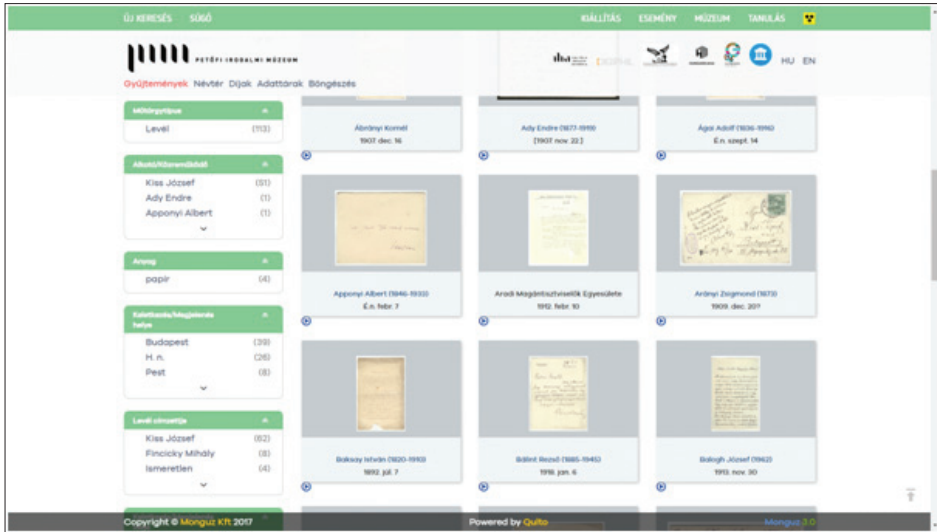 ÚJ KERESÉS SÚGÓ KIÁLLÍTÁS ESEMÉNY MÚZEUM TANULÁS
PETŐFI IRODALMI MÚZEUM
HU EN
Gyűjtemények Névtér Díjak Adattárak Böngészés
Műtárgytípus
Levél (113)
Alkotó/Közreműködő
Kiss József (51)
Ady Endre (1)
Apponyi Albert (1)
Anyag
papír (4)
Keletkezés/Megjelenés
helye
Budapest (39)
H. n. (26)
Pest (8)
Levél címzettje
Kiss József (62)
Fincicky Mihály (8)
Ismeretlen (4)
Ábrányi Kornél
1907. dec. 16
Ady Endre (1877-1919)
[1907. nov. 22.]
Ágai Adolf (1836-1916)
É.n. szept. 14
Apponyi Albert (1846-1933)
É.n. febr. 7
Aradi Magántisztviselők Egyesülete
1912. febr. 10
Arányi Zsigmond (1873)
1909. dec. 20?
Baksay István (1820-1910)
1892. júl. 7
Bálint Rezső (1885-1945)
1918. jan. 6
Balogh József (1962)
1913. nov. 30
Copyright © Monguz Kft 2017
Powered by Qulto
Monguz 3.0